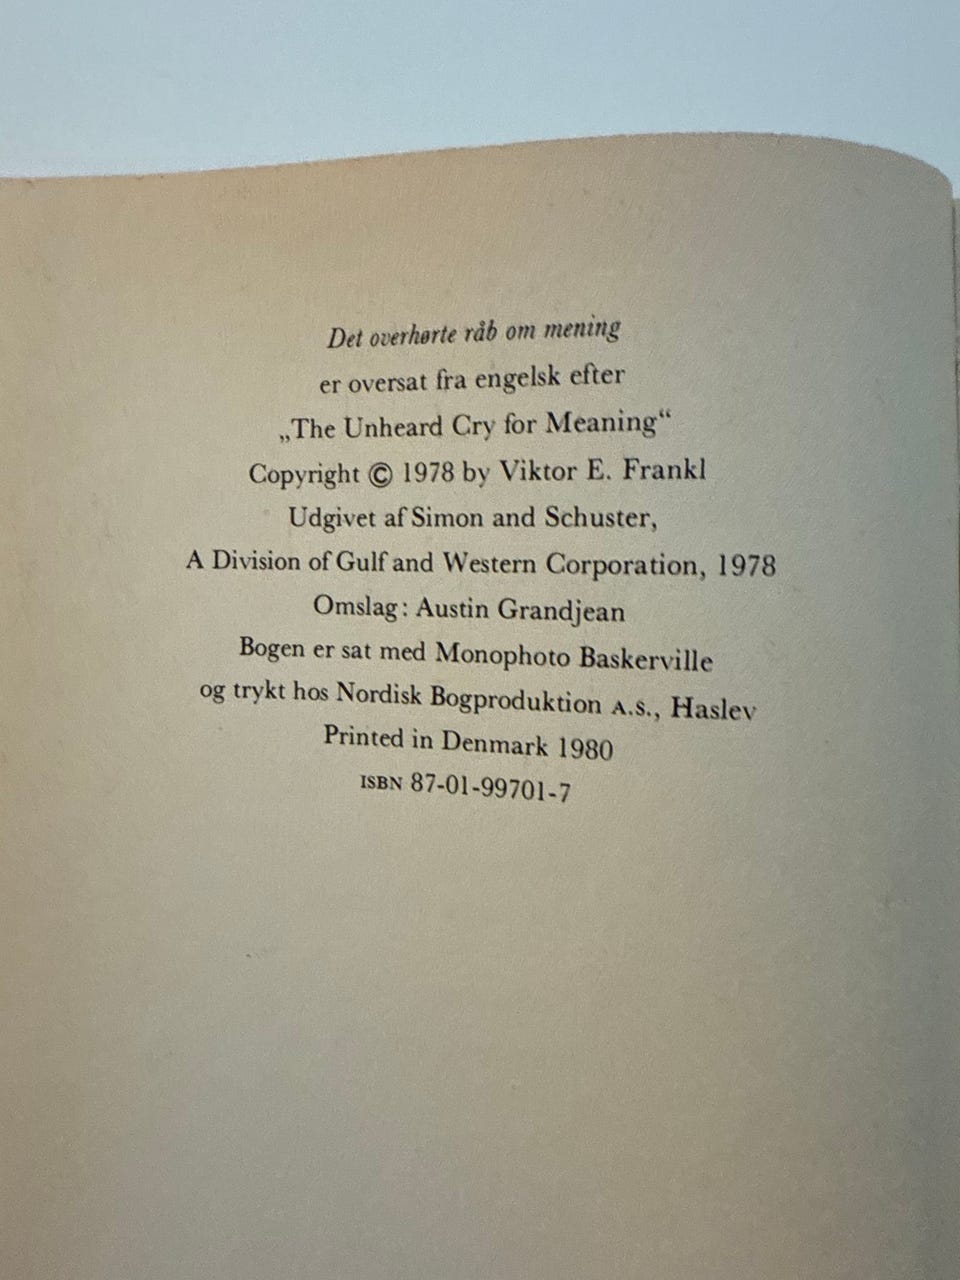 Det overhørte råb om mening
er oversat fra engelsk efter
„The Unheard Cry for Meaning“
Copyright © 1978 by Viktor E. Frankl
Udgivet af Simon and Schuster,
A Division of Gulf and Western Corporation, 1978
Omslag: Austin Grandjean
Bogen er sat med Monophoto Baskerville
og trykt hos Nordisk Bogproduktion A.S., Haslev
Printed in Denmark 1980
ISBN 87-01-99701-7